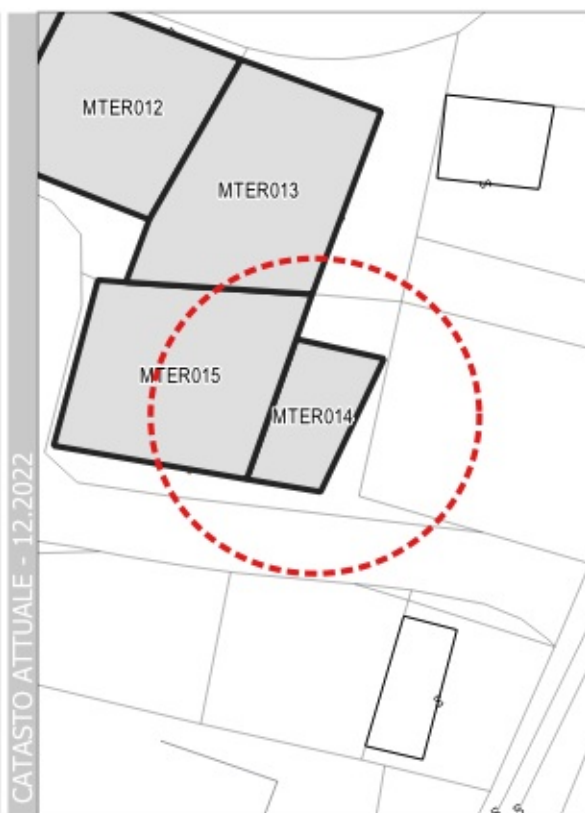 MTER012
MTER013
MTER015
MTER014
CATASTO ATTUALE - 12.2022